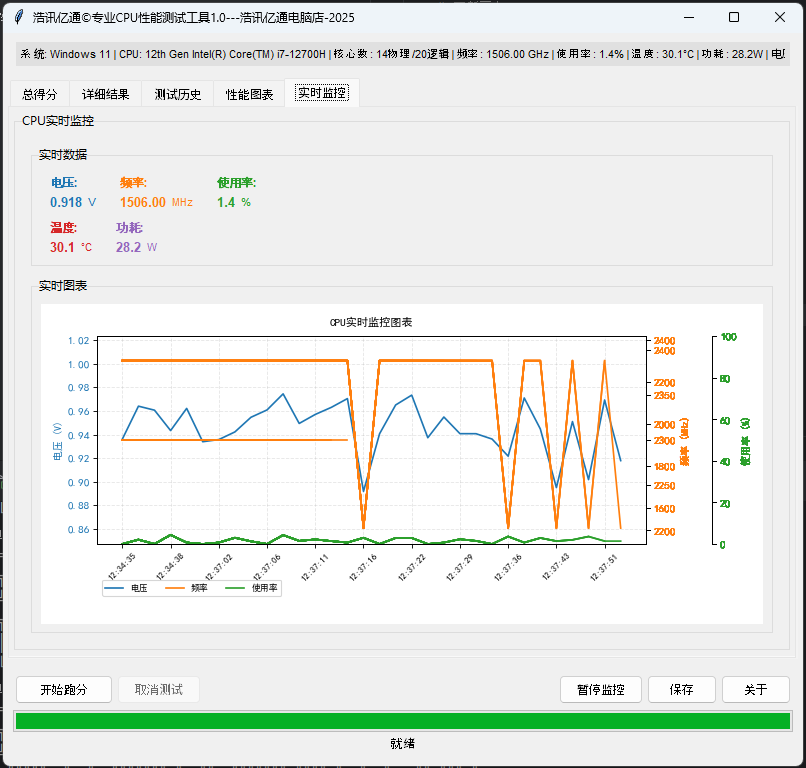 浩讯亿通©专业CPU性能测试工具1.0---浩讯亿通电脑店-2025
系统: Windows 11 | CPU: 12th Gen Intel(R) Core(TM) i7-12700H | 核心数: 14物理/20逻辑 | 频率: 1506.00 GHz | 使用率: 1.4% | 温度: 30.1°C | 功耗: 28.2W |
总得分 详细结果 测试历史 性能图表 实时监控
CPU实时监控
实时数据
电压: 频率: 使用率:
0.918 V 1506.00 MHz 1.4 %
温度: 功耗:
30.1 °C 28.2 W
实时图表
CPU实时监控图表
1.02
1.00
0.98
0.96
0.94
0.92
0.90
0.88
0.86
电压 (V)
2400
2400
2200
2350
2000
2300
1800
2250
1600
2200
频率 (MHz)
100
80
60
40
20
0
使用率 (%)
12:34:35 12:34:38 12:37:02 12:37:06 12:37:11 12:37:16 12:37:22 12:37:29 12:37:36 12:37:43 12:37:51
电压 频率 使用率
开始跑分 取消测试 暂停监控 保存 关于
就绪